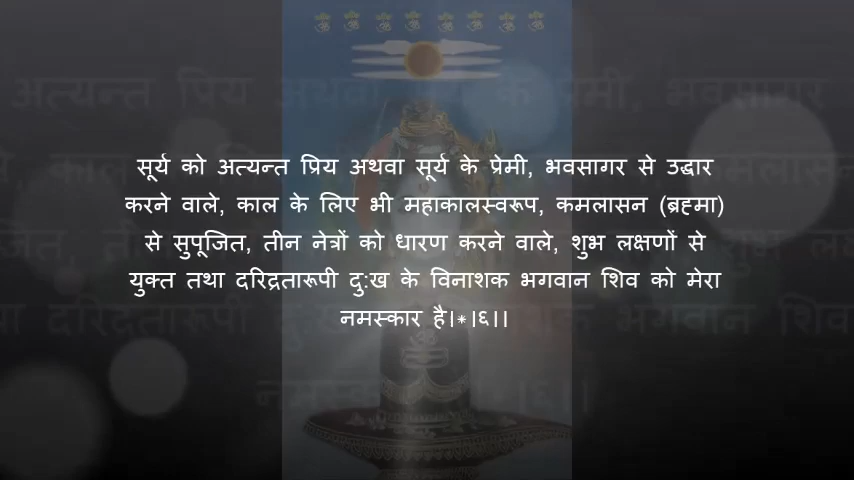 सूर्य को अत्यन्त प्रिय अथवा सूर्य के प्रेमी, भवसागर से उद्धार
करने वाले, काल के लिए भी महाकालस्वरूप, कमलासन (ब्रह्मा)
से सुपूजित, तीन नेत्रों को धारण करने वाले, शुभ लक्षणों से
युक्त तथा दरिद्रतारूपी दु:ख के विनाशक भगवान शिव को मेरा
नमस्कार है।*।६।।